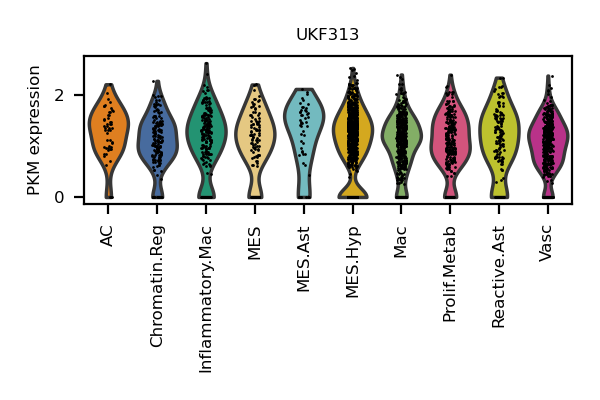 UKF313
PKM expression
2
0
AC
Chromatin.Reg
Inflammatory.Mac
MES
MES.Ast
MES.Hyp
Mac
Prolif.Metab
Reactive.Ast
Vasc